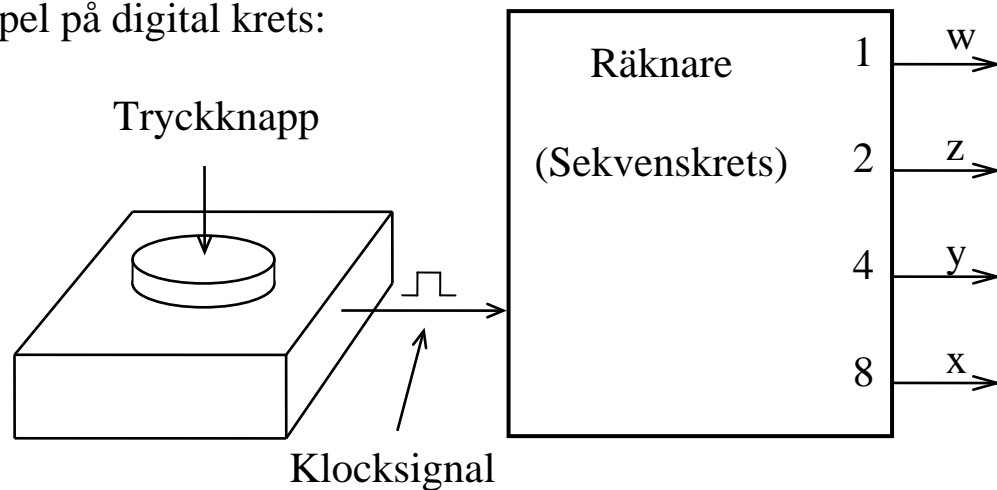 pel på digital krets:
Tryckknapp
Klocksignal
Räknare
(Sekvenskrets)
1 w
2 z
4 y
8 x